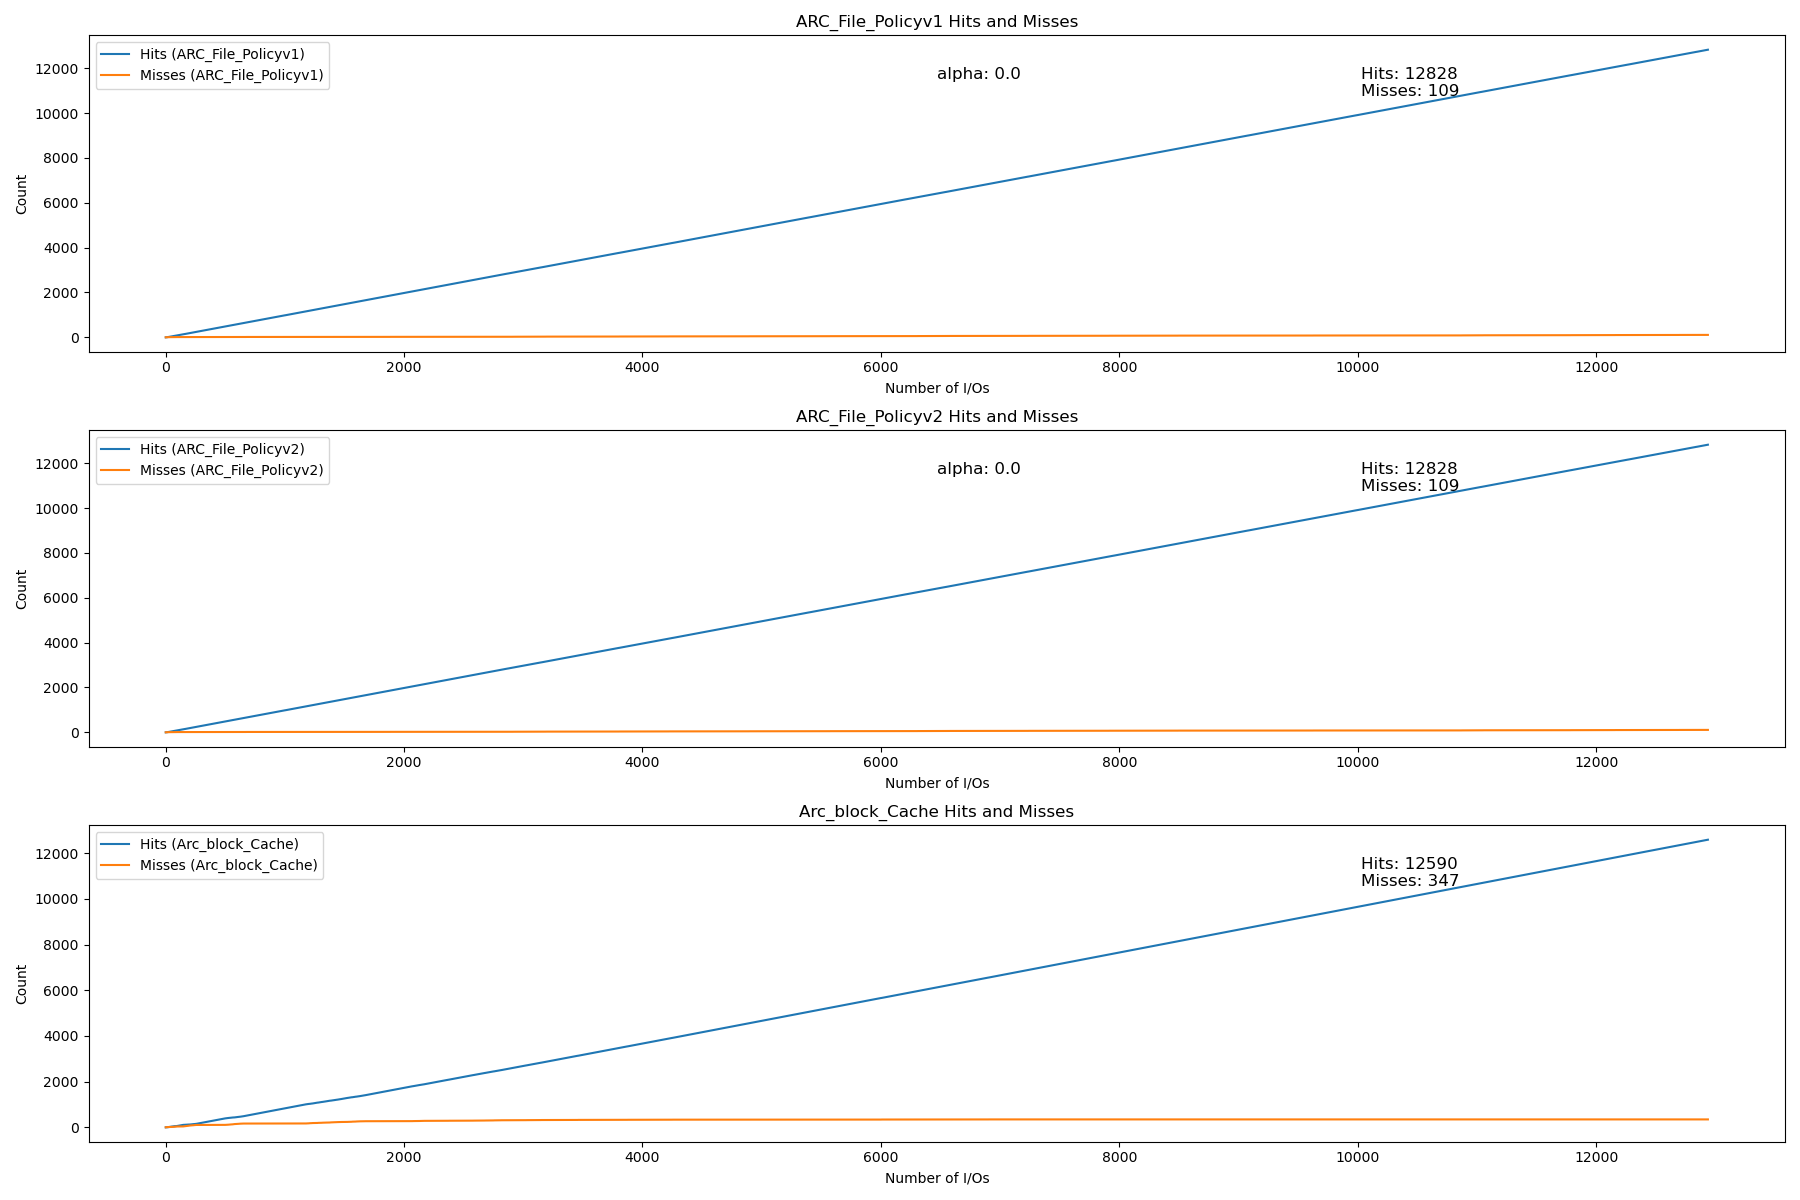 ARC_File_Policyv1 Hits and Misses
Hits (ARC_File_Policyv1)
Misses (ARC_File_Policyv1)
alpha: 0.0
Hits: 12828
Misses: 109
12000
10000
8000
6000
4000
2000
0
Count
0 2000 4000 6000 8000 10000 12000
Number of I/Os
ARC_File_Policyv2 Hits and Misses
Hits (ARC_File_Policyv2)
Misses (ARC_File_Policyv2)
alpha: 0.0
Hits: 12828
Misses: 109
12000
10000
8000
6000
4000
2000
0
Count
0 2000 4000 6000 8000 10000 12000
Number of I/Os
Arc_block_Cache Hits and Misses
Hits (Arc_block_Cache)
Misses (Arc_block_Cache)
Hits: 12590
Misses: 347
12000
10000
8000
6000
4000
2000
0
Count
0 2000 4000 6000 8000 10000 12000
Number of I/Os